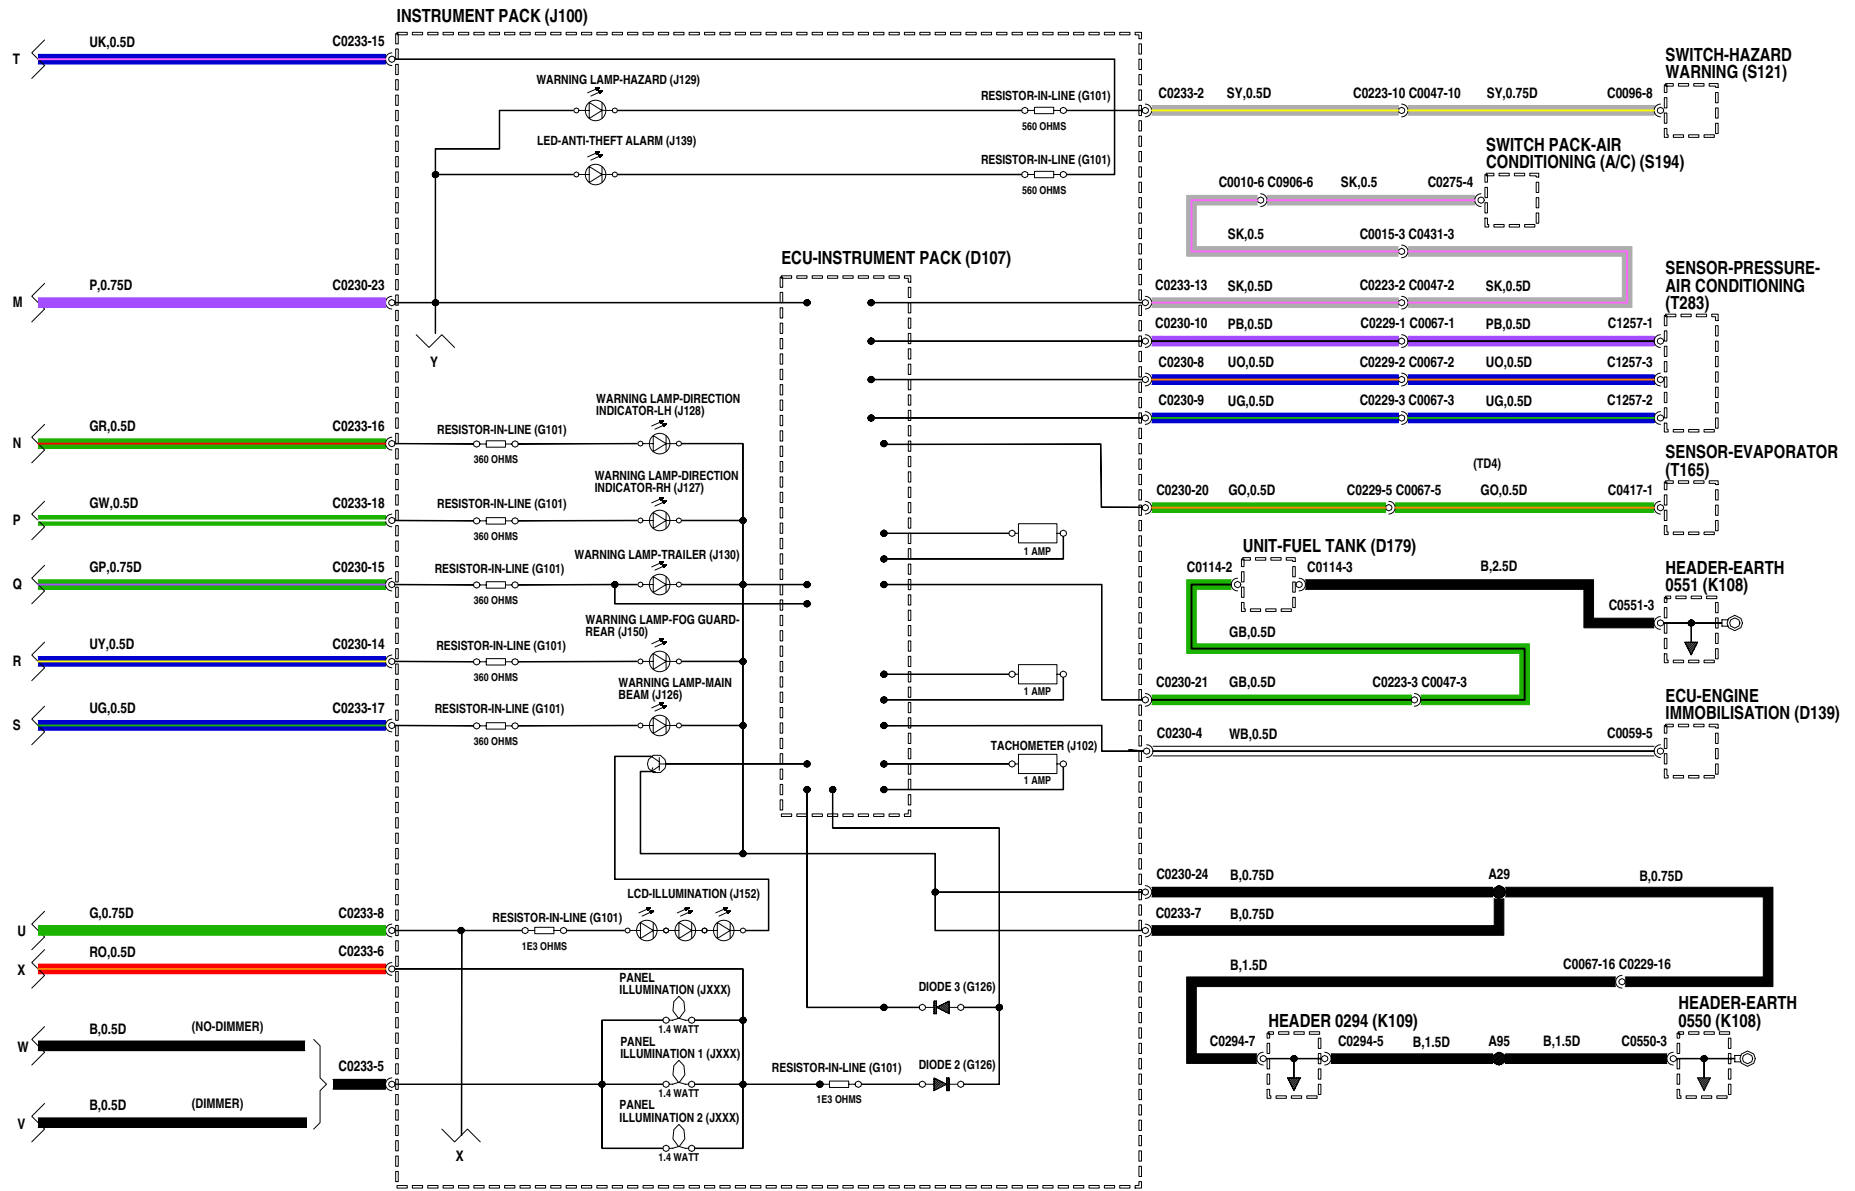 INSTRUMENT PACK (J100)
T
UK,0.5D
C0233-15
WARNING LAMP-HAZARD (J129)
RESISTOR-IN-LINE (G101)
560 OHMS
C0233-2
SY,0.5D
C0223-10 C0047-10
SY,0.75D
C0096-8
SWITCH-HAZARD
WARNING (S121)
LED-ANTI-THEFT ALARM (J139)
RESISTOR-IN-LINE (G101)
560 OHMS
SWITCH PACK-AIR
CONDITIONING (A/C) (S194)
C0010-6 C0906-6
SK,0.5
C0275-4
SK,0.5
C0015-3 C0431-3
ECU-INSTRUMENT PACK (D107)
SENSOR-PRESSURE-
AIR CONDITIONING
(T283)
M
P,0.75D
C0230-23
Y
C0233-13
SK,0.5D
C0223-2 C0047-2
SK,0.5D
C0230-10
PB,0.5D
C0229-1 C0067-1
PB,0.5D
C1257-1
C0230-8
UO,0.5D
C0229-2 C0067-2
UO,0.5D
C1257-3
C0230-9
UG,0.5D
C0229-3 C0067-3
UG,0.5D
C1257-2
N
GR,0.5D
C0233-16
RESISTOR-IN-LINE (G101)
360 OHMS
WARNING LAMP-DIRECTION
INDICATOR-LH (J128)
SENSOR-EVAPORATOR
(T165)
(TD4)
C0230-20
GO,0.5D
C0229-5 C0067-5
GO,0.5D
C0417-1
P
GW,0.5D
C0233-18
RESISTOR-IN-LINE (G101)
360 OHMS
WARNING LAMP-DIRECTION
INDICATOR-RH (J127)
1 AMP
UNIT-FUEL TANK (D179)
C0114-2
C0114-3
B,2.5D
HEADER-EARTH
0551 (K108)
C0551-3
Q
GP,0.75D
C0230-15
RESISTOR-IN-LINE (G101)
360 OHMS
WARNING LAMP-TRAILER (J130)
GB,0.5D
R
UY,0.5D
C0230-14
RESISTOR-IN-LINE (G101)
360 OHMS
WARNING LAMP-FOG GUARD-
REAR (J150)
1 AMP
C0230-21
GB,0.5D
C0223-3 C0047-3
ECU-ENGINE
IMMOBILISATION (D139)
S
UG,0.5D
C0233-17
RESISTOR-IN-LINE (G101)
360 OHMS
WARNING LAMP-MAIN
BEAM (J126)
C0230-4
WB,0.5D
C0059-5
TACHOMETER (J102)
1 AMP
C0230-24
B,0.75D
A29
B,0.75D
C0233-7
B,0.75D
U
G,0.75D
C0233-8
RESISTOR-IN-LINE (G101)
1E3 OHMS
LCD-ILLUMINATION (J152)
X
RO,0.5D
C0233-6
B,1.5D
C0067-16 C0229-16
PANEL
ILLUMINATION (JXXX)
1.4 WATT
DIODE 3 (G126)
HEADER-EARTH
0550 (K108)
HEADER 0294 (K109)
C0294-7
C0294-5
B,1.5D
A95
B,1.5D
C0550-3
W
B,0.5D
(NO-DIMMER)
C0233-5
PANEL
ILLUMINATION 1 (JXXX)
1.4 WATT
RESISTOR-IN-LINE (G101)
1E3 OHMS
DIODE 2 (G126)
V
B,0.5D
(DIMMER)
PANEL
ILLUMINATION 2 (JXXX)
1.4 WATT
X